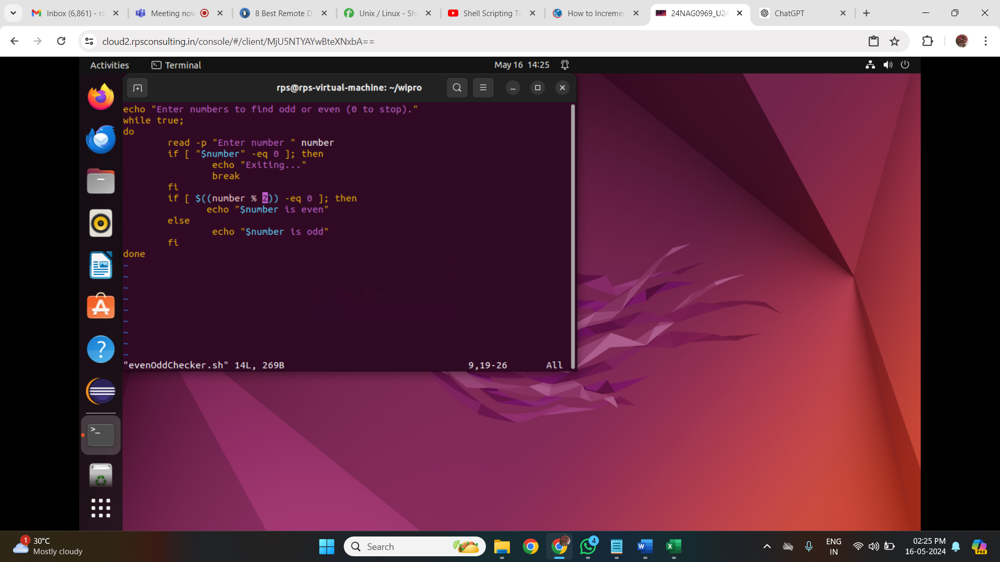 Inbox (6,861) - ra
Meeting now
8 Best Remote D
Unix / Linux - She
Shell Scripting Tu
How to Increme
24NAG0969_U24
ChatGPT
cloud2.rpsconsulting.in/console/#/client/MjU5NTYAYwBteXNxbA==
Activities
Terminal
May 16 14:25
rps@rps-virtual-machine: ~/wipro
echo "Enter numbers to find odd or even (0 to stop)."
while true;
do
read -p "Enter number " number
if [ "$number" -eq 0 ]; then
echo "Exiting..."
break
fi
if [ $((number % 2)) -eq 0 ]; then
echo "$number is even"
else
echo "$number is odd"
fi
done
~
~
~
~
~
~
~
~
~
"evenOddChecker.sh" 14L, 269B 9,19-26 All
1
30°C
Mostly cloudy
Search
4
W
X
ENG
IN
02:25 PM
16-05-2024
PRE